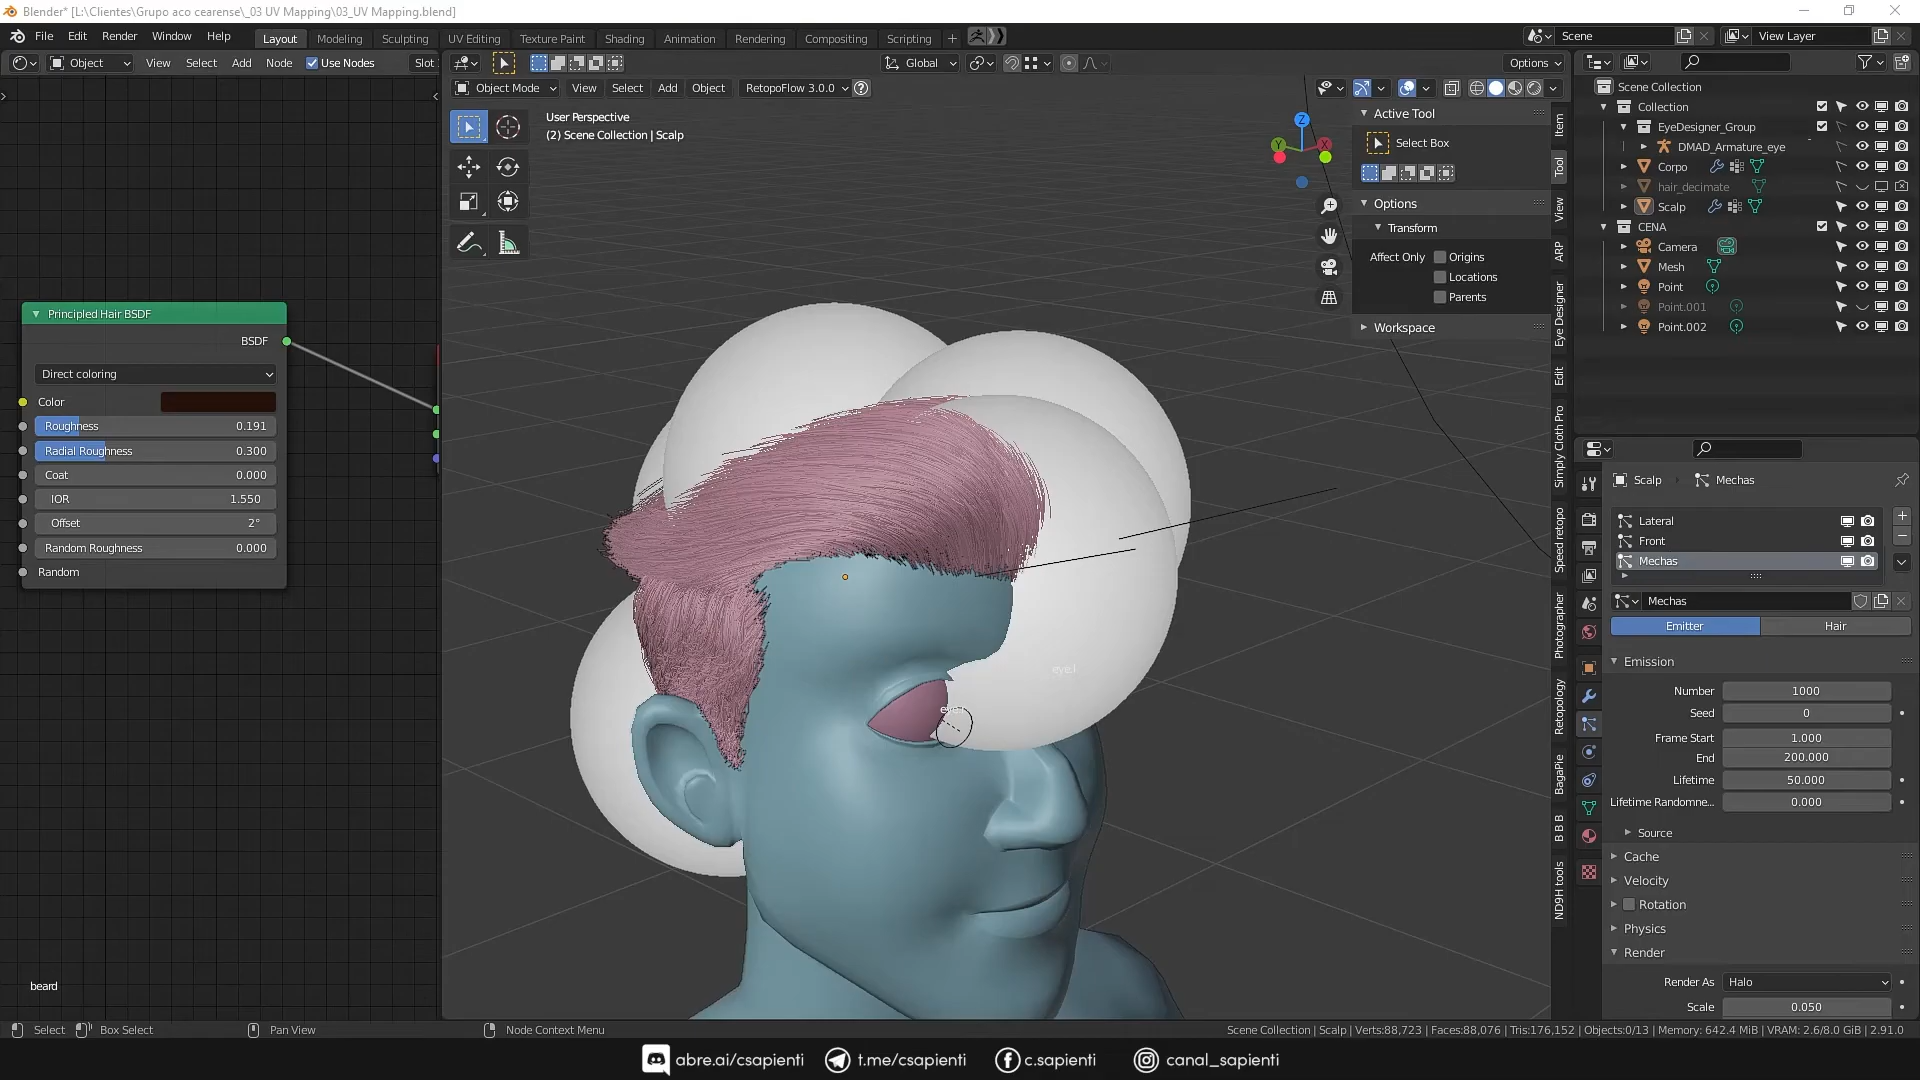 Blender* [L:\Clientes\Grupo aco cearense\_03 UV Mapping\03_UV Mapping.blend]
File Edit Render Window Help Layout Modeling Sculpting UV Editing Texture Paint Shading Animation Rendering Compositing Scripting + Scene View Layer
Object View Select Add Node Use Nodes Slot Global Options
Object Mode View Select Add Object RetopoFlow 3.0.0
User Perspective
(2) Scene Collection | Scalp
Principled Hair BSDF
BSDF
Direct coloring
Color
Roughness 0.191
Radial Roughness 0.300
Coat 0.000
IOR 1.550
Offset 2°
Random Roughness 0.000
Random
beard
Z
Y
X
eye.l
Active Tool
Select Box
Options
Transform
Affect Only Origins
Locations
Parents
Workspace
Item
Tool
View
ARP
Eye Designer
Edit
Simply Cloth Pro
Speed retopo
Photographer
Retopology
BagaPie
B B B
ND9H tools
Scene Collection
Collection
EyeDesigner_Group
DMAD_Armature_eye
Corpo
hair_decimate
Scalp
CENA
Camera
Mesh
Point
Point.001
Point.002
Scalp Mechas
Lateral
Front
Mechas
Mechas
Emitter Hair
Emission
Number 1000
Seed 0
Frame Start 1.000
End 200.000
Lifetime 50.000
Lifetime Randomne... 0.000
Source
Cache
Velocity
Rotation
Physics
Render
Render As Halo
Scale 0.050
Select Box Select Pan View Node Context Menu Scene Collection | Scalp | Verts:88,723 | Faces:88,076 | Tris:176,152 | Objects:0/13 | Memory: 642.4 MiB | VRAM: 2.6/8.0 GiB | 2.91.0
abre.ai/csapienti t.me/csapienti c.sapienti canal_sapienti